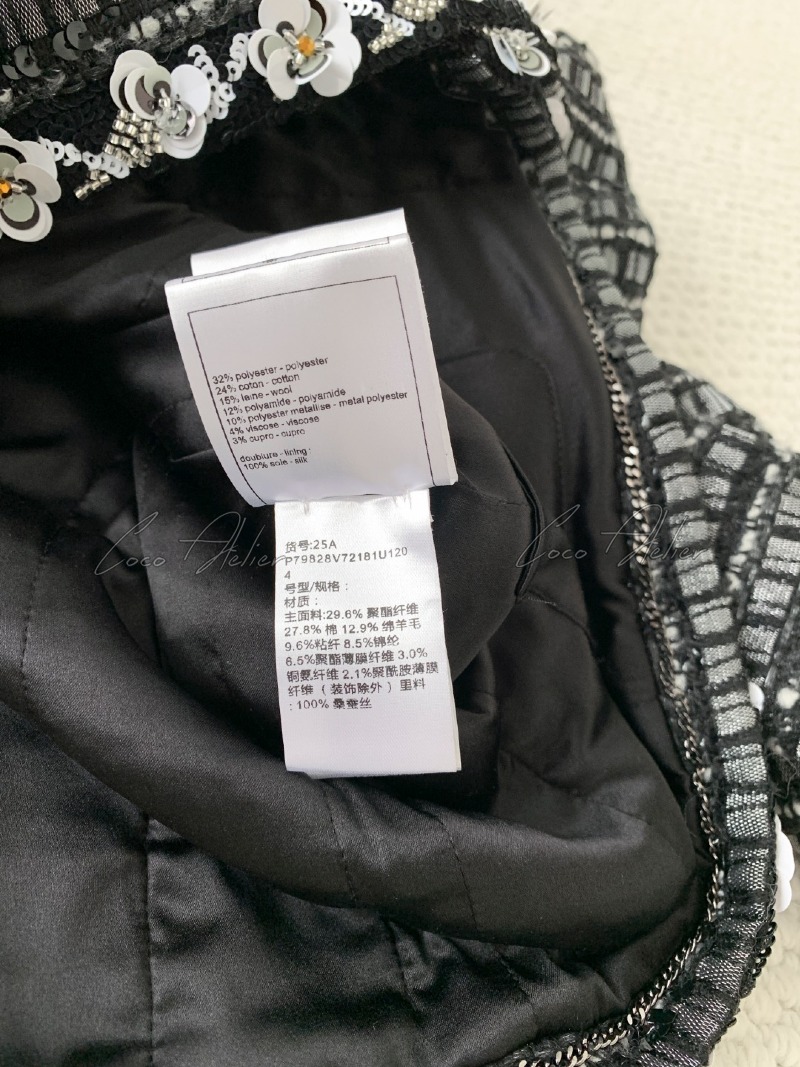 32% polyester - polyester
24% coton - cotton
15% laine - wool
12% polyamide - polyamide
10% polyester metallise - metal polyester
4% viscose - viscose
3% cupro - cupro
doublure - lining :
100% soie - silk
货号:25A
P79828V72181U120
4
号型/规格：
材质：
主面料:29.6% 聚酯纤维
27.8% 棉 12.9% 绵羊毛
9.6%粘纤 8.5%锦纶
6.5%聚酯薄膜纤维 3.0%
铜氨纤维 2.1%聚酰胺薄膜
纤维（装饰除外）里料
: 100% 桑蚕丝
Coco Atelier
Coco Atelier